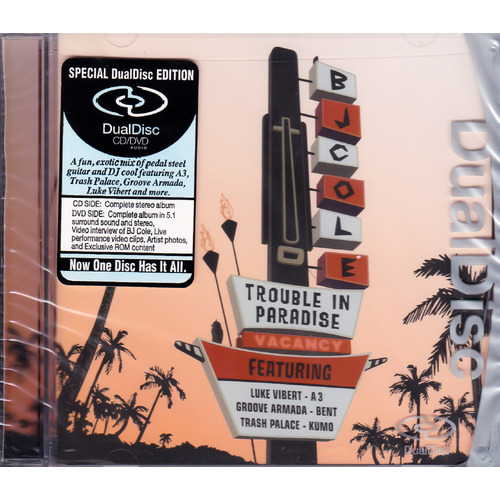 SPECIAL DualDisc EDITION
DualDisc
CD/DVD
AUDIO
A fun, exotic mix of pedal steel
guitar and DJ cool featuring A3,
Trash Palace, Groove Armada,
Luke Vibert and more.
CD SIDE: Complete stereo album
DVD SIDE: Complete album in 5.1
surround sound and stereo,
Video interview of BJ Cole, Live
performance video clips, Artist photos,
and Exclusive ROM content
Now One Disc Has It All.
BJ COLE
TROUBLE IN
PARADISE
VACANCY
FEATURING
LUKE VIBERT - A3
GROOVE ARMADA - BENT
TRASH PALACE - KUMO
DualDisc
DualDisc